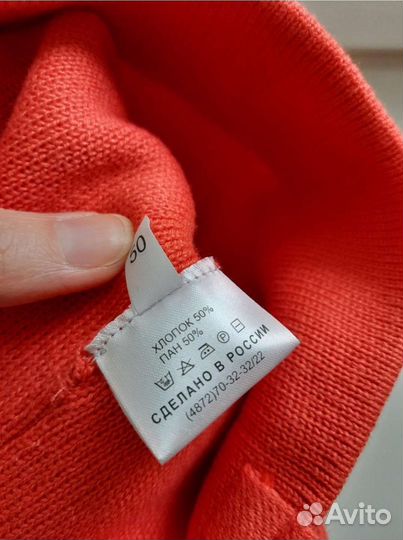 50
ХЛОПОК 50%
ПАН 50%
СДЕЛАНО В РОССИИ
(4872)70-32-32/22
Avito